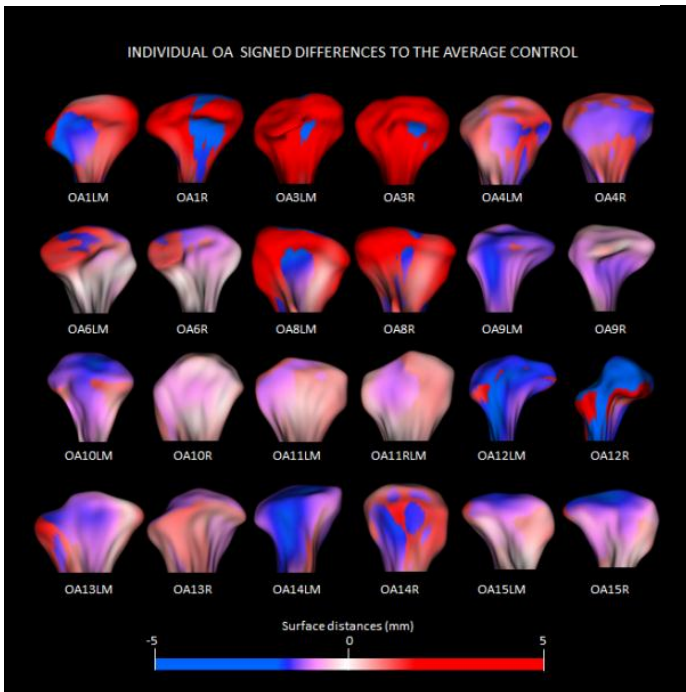 INDIVIDUAL OA SIGNED DIFFERENCES TO THE AVERAGE CONTROL
OA1LM OA1R OA3LM OA3R OA4LM OA4R
OA6LM OA6R OA8LM OA8R OA9LM OA9R
OA10LM OA10R OA11LM OA11RLM OA12LM OA12R
OA13LM OA13R OA14LM OA14R OA15LM OA15R
Surface distances (mm)
-5 0 5